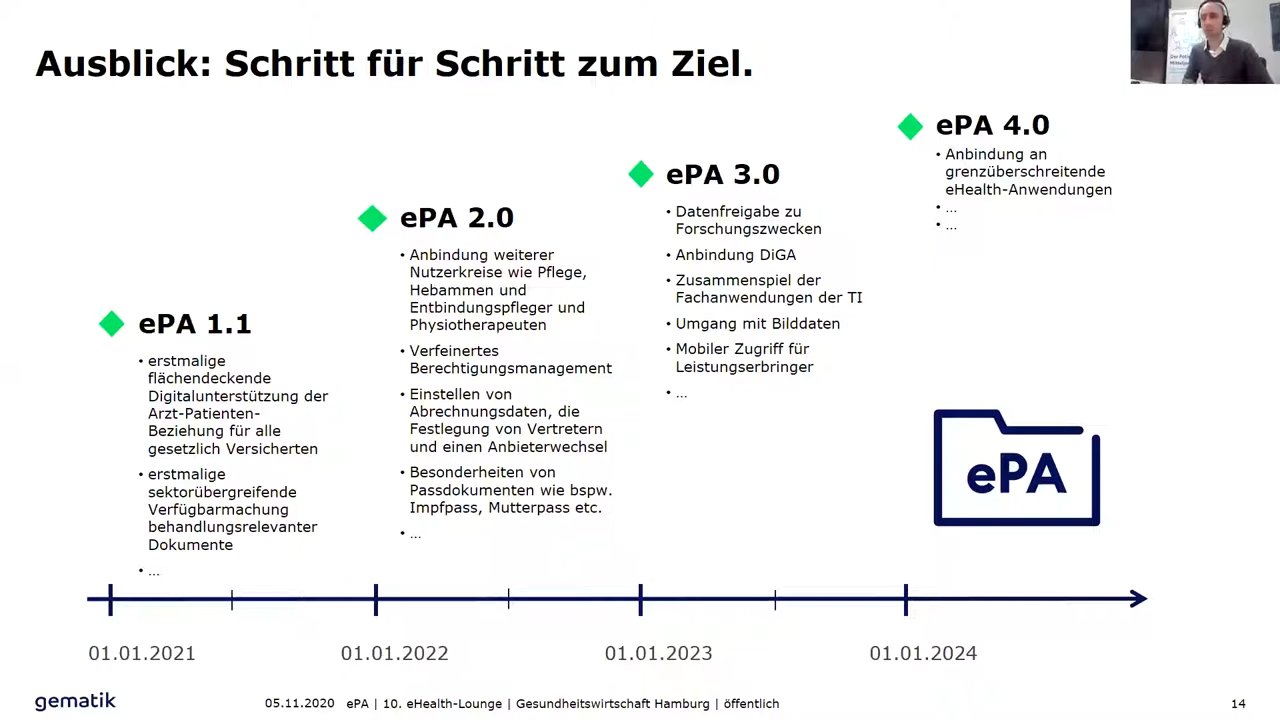 Ausblick: Schritt für Schritt zum Ziel.
ePA 1.1
• erstmalige
flächendeckende
Digitalunterstützung der
Arzt-Patienten-
Beziehung für alle
gesetzlich Versicherten
• erstmalige
sektorübergreifende
Verfügbarmachung
behandlungsrelevanter
Dokumente
• ...
ePA 2.0
• Anbindung weiterer
Nutzerkreise wie Pflege,
Hebammen und
Entbindungspfleger und
Physiotherapeuten
• Verfeinertes
Berechtigungsmanagement
• Einstellen von
Abrechnungsdaten, die
Festlegung von Vertretern
und einen Anbieterwechsel
• Besonderheiten von
Passdokumenten wie bspw.
Impfpass, Mutterpass etc.
• ...
ePA 3.0
• Datenfreigabe zu
Forschungszwecken
• Anbindung DiGA
• Zusammenspiel der
Fachanwendungen der TI
• Umgang mit Bilddaten
• Mobiler Zugriff für
Leistungserbringer
• ...
ePA 4.0
• Anbindung an
grenzüberschreitende
eHealth-Anwendungen
• ...
• ...
ePA
01.01.2021
01.01.2022
01.01.2023
01.01.2024
gematik
05.11.2020 ePA | 10. eHealth-Lounge | Gesundheitswirtschaft Hamburg | öffentlich
14